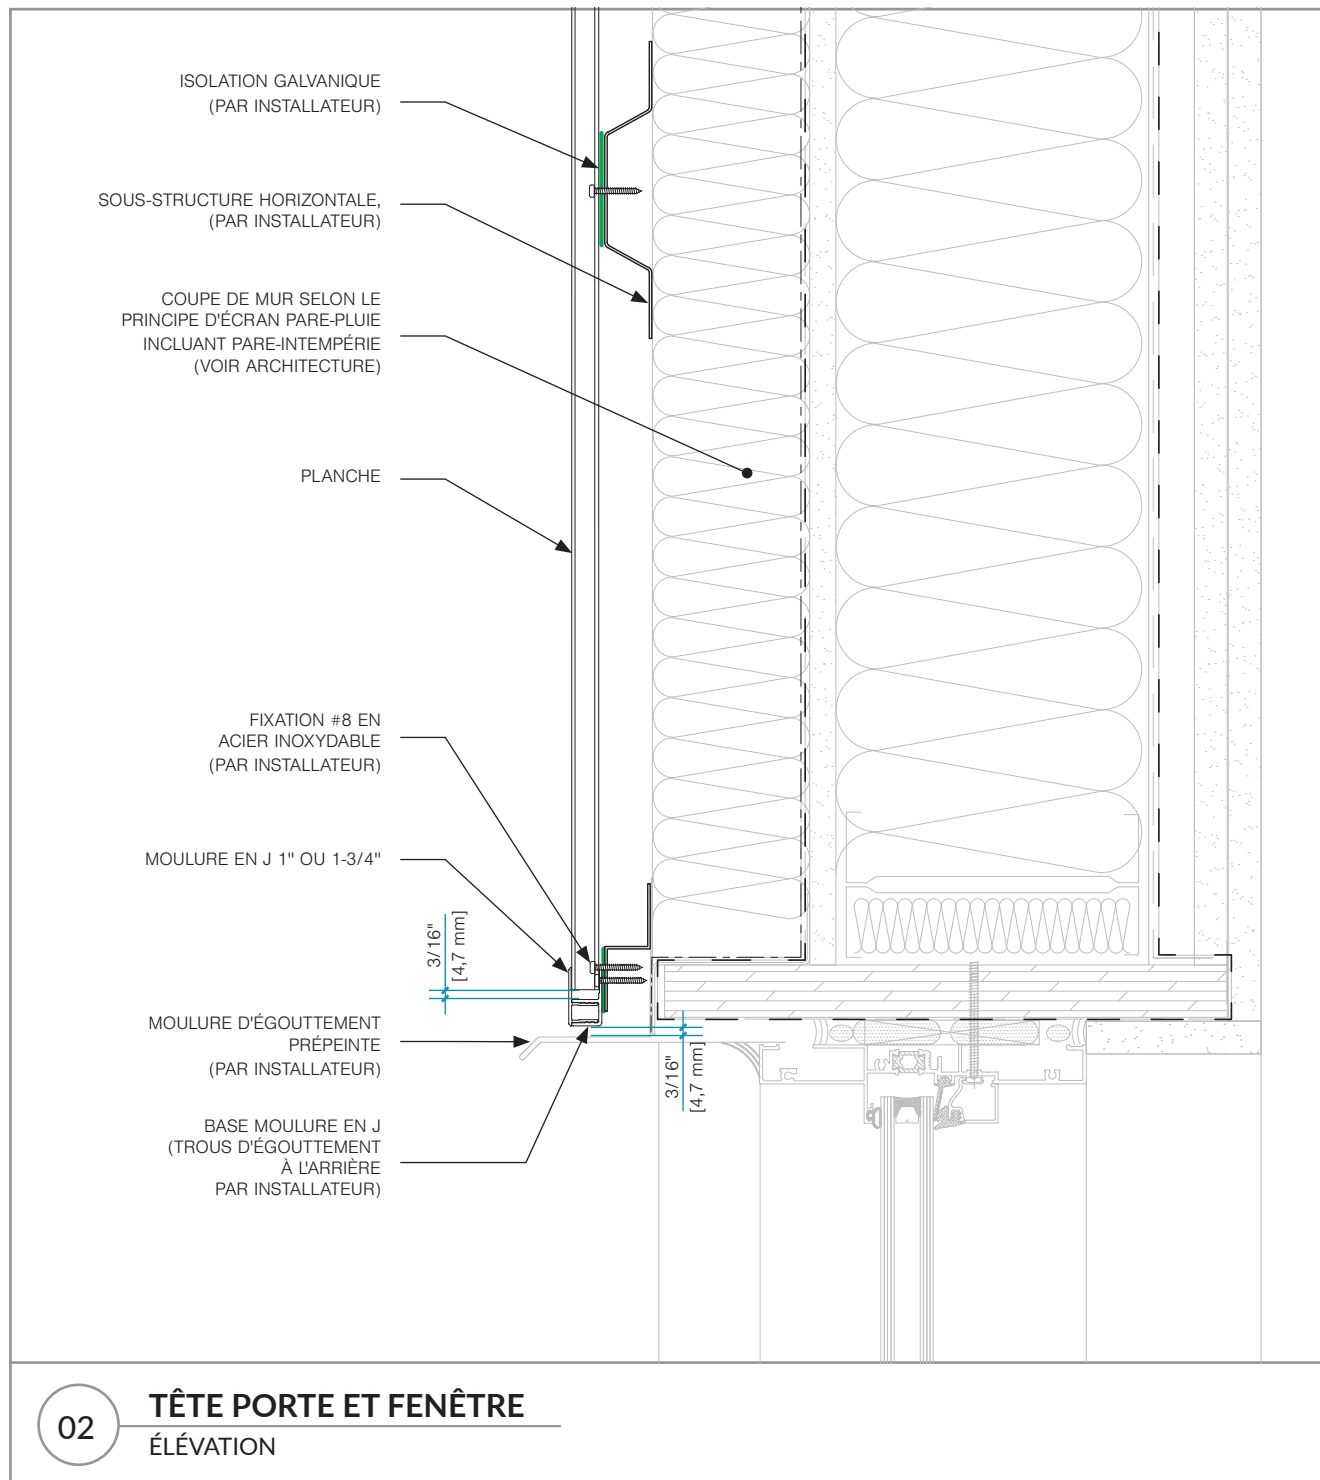 ISOLATION GALVANIQUE
(PAR INSTALLATEUR)
SOUS-STRUCTURE HORIZONTALE,
(PAR INSTALLATEUR)
COUPE DE MUR SELON LE
PRINCIPE D'ÉCRAN PARE-PLUIE
INCLUANT PARE-INTEMPÉRIE
(VOIR ARCHITECTURE)
PLANCHE
FIXATION #8 EN
ACIER INOXYDABLE
(PAR INSTALLATEUR)
MOULURE EN J 1" OU 1-3/4"
3/16"
[4,7 mm]
MOULURE D'ÉGOUTTEMENT
PRÉPEINTE
(PAR INSTALLATEUR)
3/16"
[4,7 mm]
BASE MOULURE EN J
(TROUS D'ÉGOUTTEMENT
À L'ARRIÈRE
PAR INSTALLATEUR)
02
TÊTE PORTE ET FENÊTRE
ÉLÉVATION